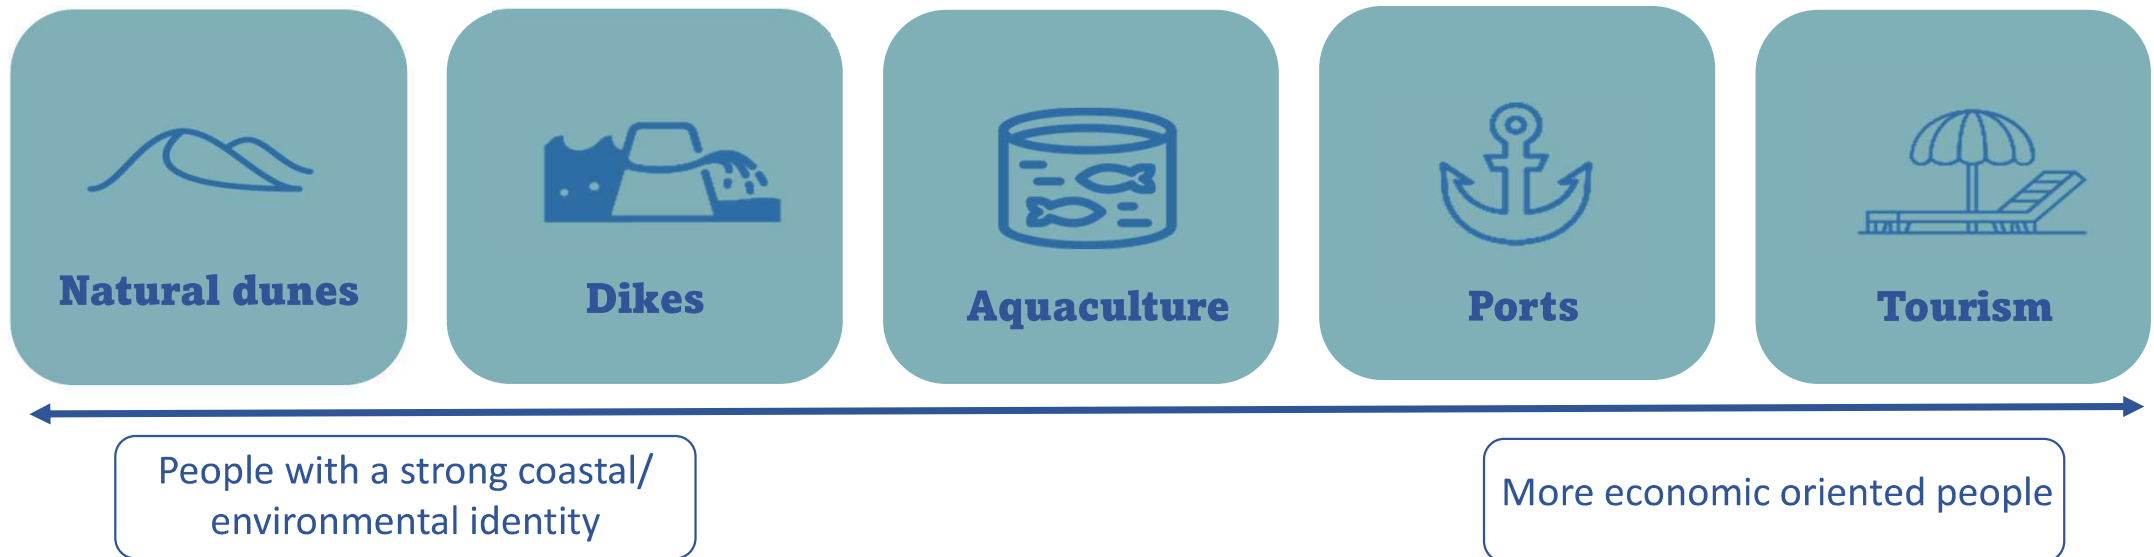 Natural dunes
Dikes
Aquaculture
Ports
Tourism
People with a strong coastal/
environmental identity
More economic oriented people